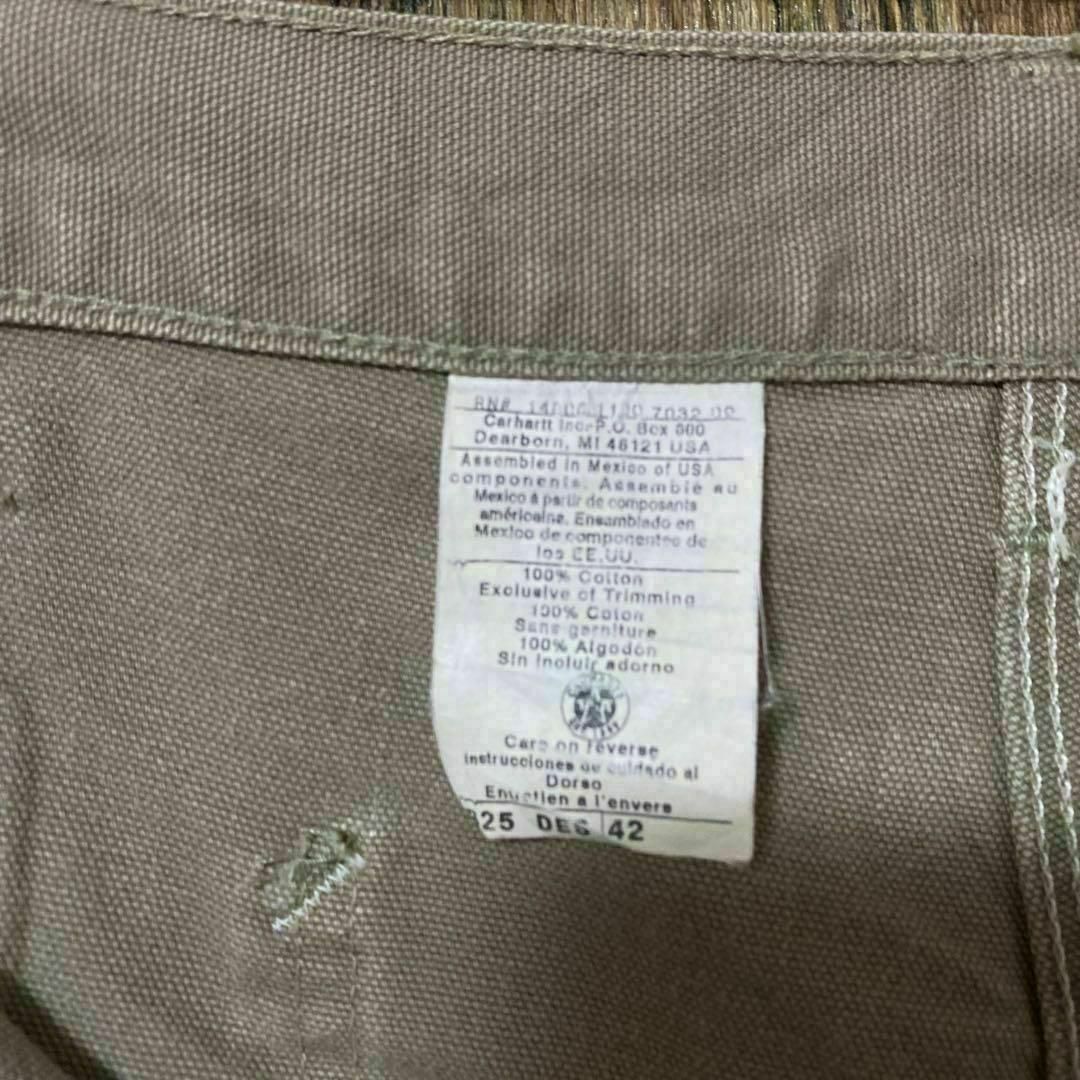 RN#
Carhartt Inc. P.O. Box 600
Dearborn, MI 48121 USA
Assembled in Mexico of USA
components. Assemblé au
Mexico à partir de composants
américains. Ensamblado en
Mexico de componentes de
los EE.UU.
100% Cotton
Exclusive of Trimming
100% Coton
Sans garniture
100% Algodón
Sin incluir adorno
Care on reverse
instrucciones de cuidado al
Dorso
Entretien a l'envers
DES 42